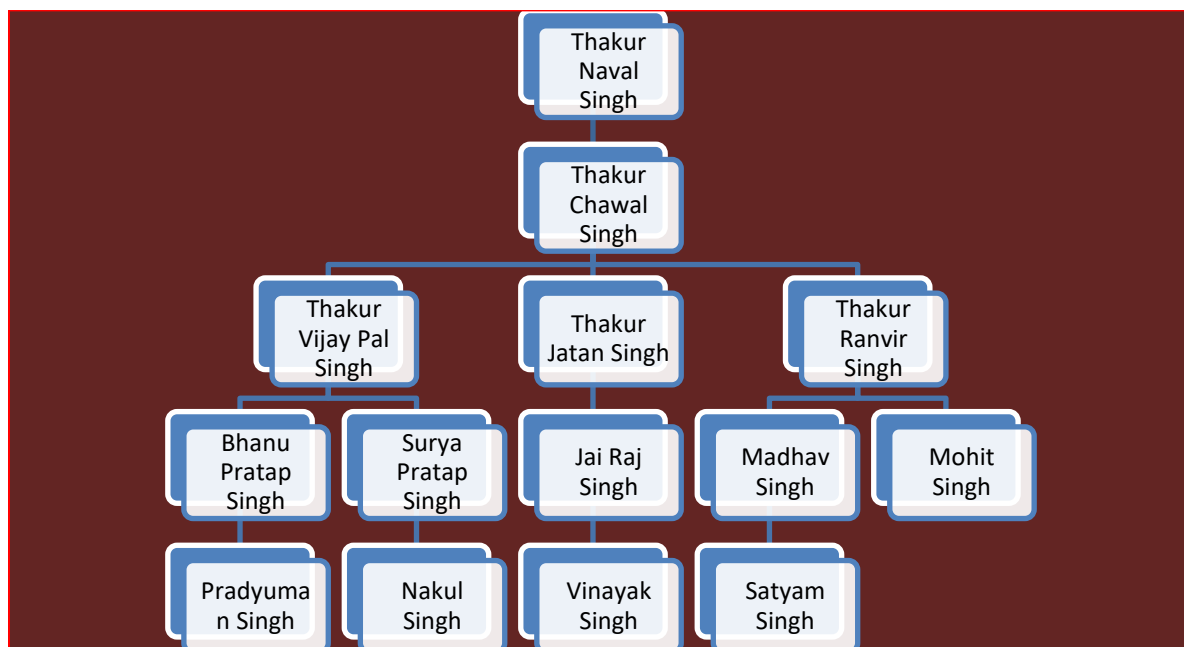 Thakur
Naval
Singh
Thakur
Chawal
Singh
Thakur
Vijay Pal
Singh
Thakur
Jatan Singh
Thakur
Ranvir
Singh
Bhanu
Pratap
Singh
Surya
Pratap
Singh
Jai Raj
Singh
Madhav
Singh
Mohit
Singh
Pradyuma
n Singh
Nakul
Singh
Vinayak
Singh
Satyam
Singh